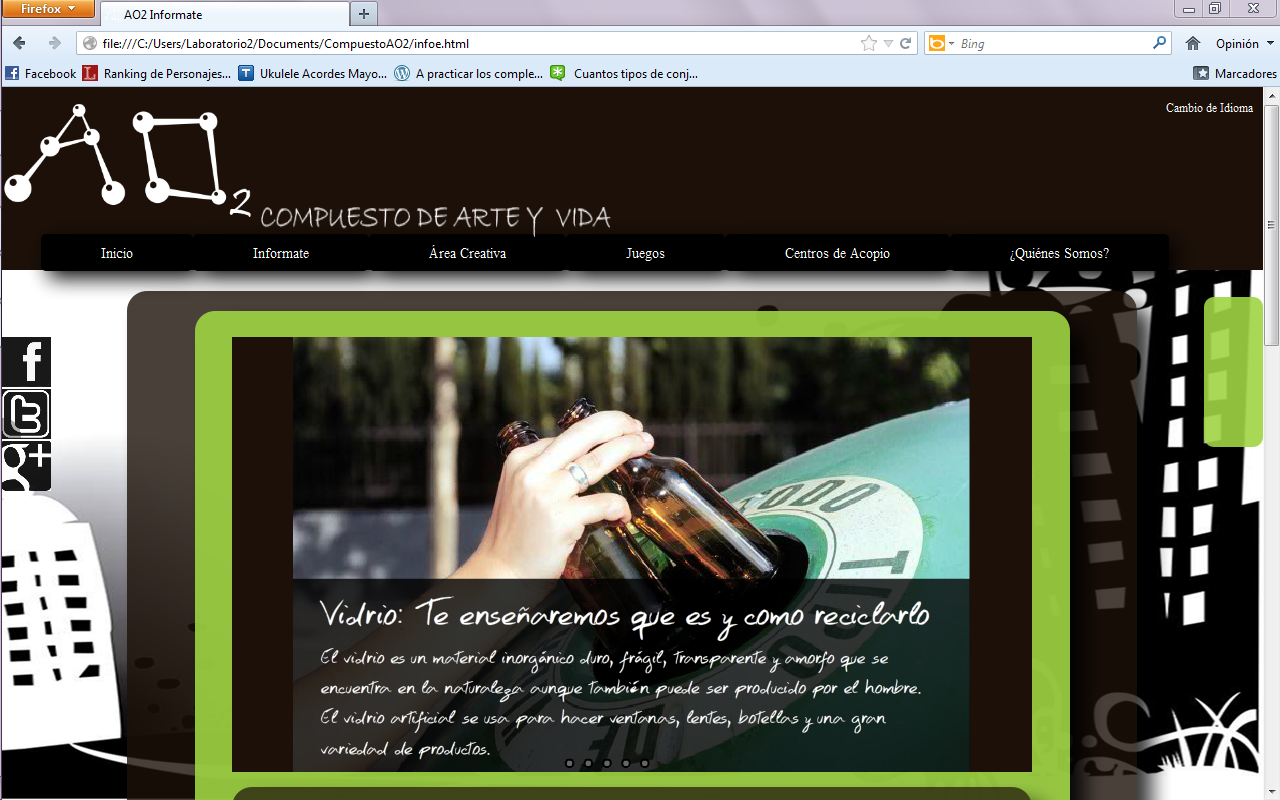 Firefox
AO2 Informate
file:///C:/Users/Laboratorio2/Documents/CompuestoAO2/infoe.html
Bing
Opinión
Facebook
Ranking de Personajes...
Ukulele Acordes Mayo...
A practicar los comple...
Cuantos tipos de conj...
Marcadores
Cambio de Idioma
AO2
COMPUESTO DE ARTE Y VIDA
Inicio
Informate
Área Creativa
Juegos
Centros de Acopio
¿Quiénes Somos?
TODO TIPO
Vidrio: Te enseñaremos que es y como reciclarlo
El vidrio es un material inorgánico duro, frágil, transparente y amorfo que se
encuentra en la naturaleza aunque también puede ser producido por el hombre.
El vidrio artificial se usa para hacer ventanas, lentes, botellas y una gran
variedad de productos.